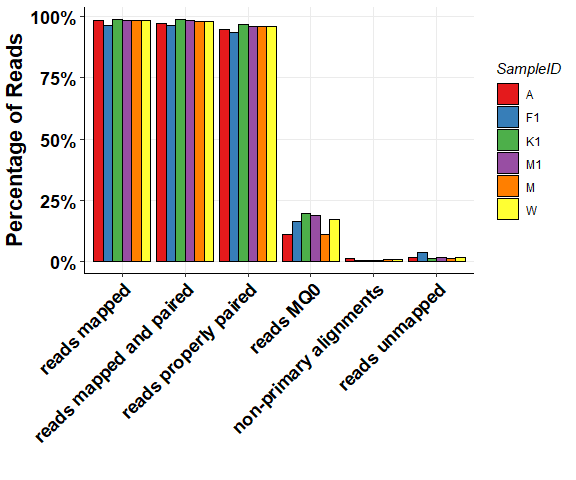 Percentage of Reads
100%
75%
50%
25%
0%
reads mapped
reads mapped and paired
reads properly paired
reads MQ0
non-primary alignments
reads unmapped
SampleID
A
F1
K1
M1
M
W